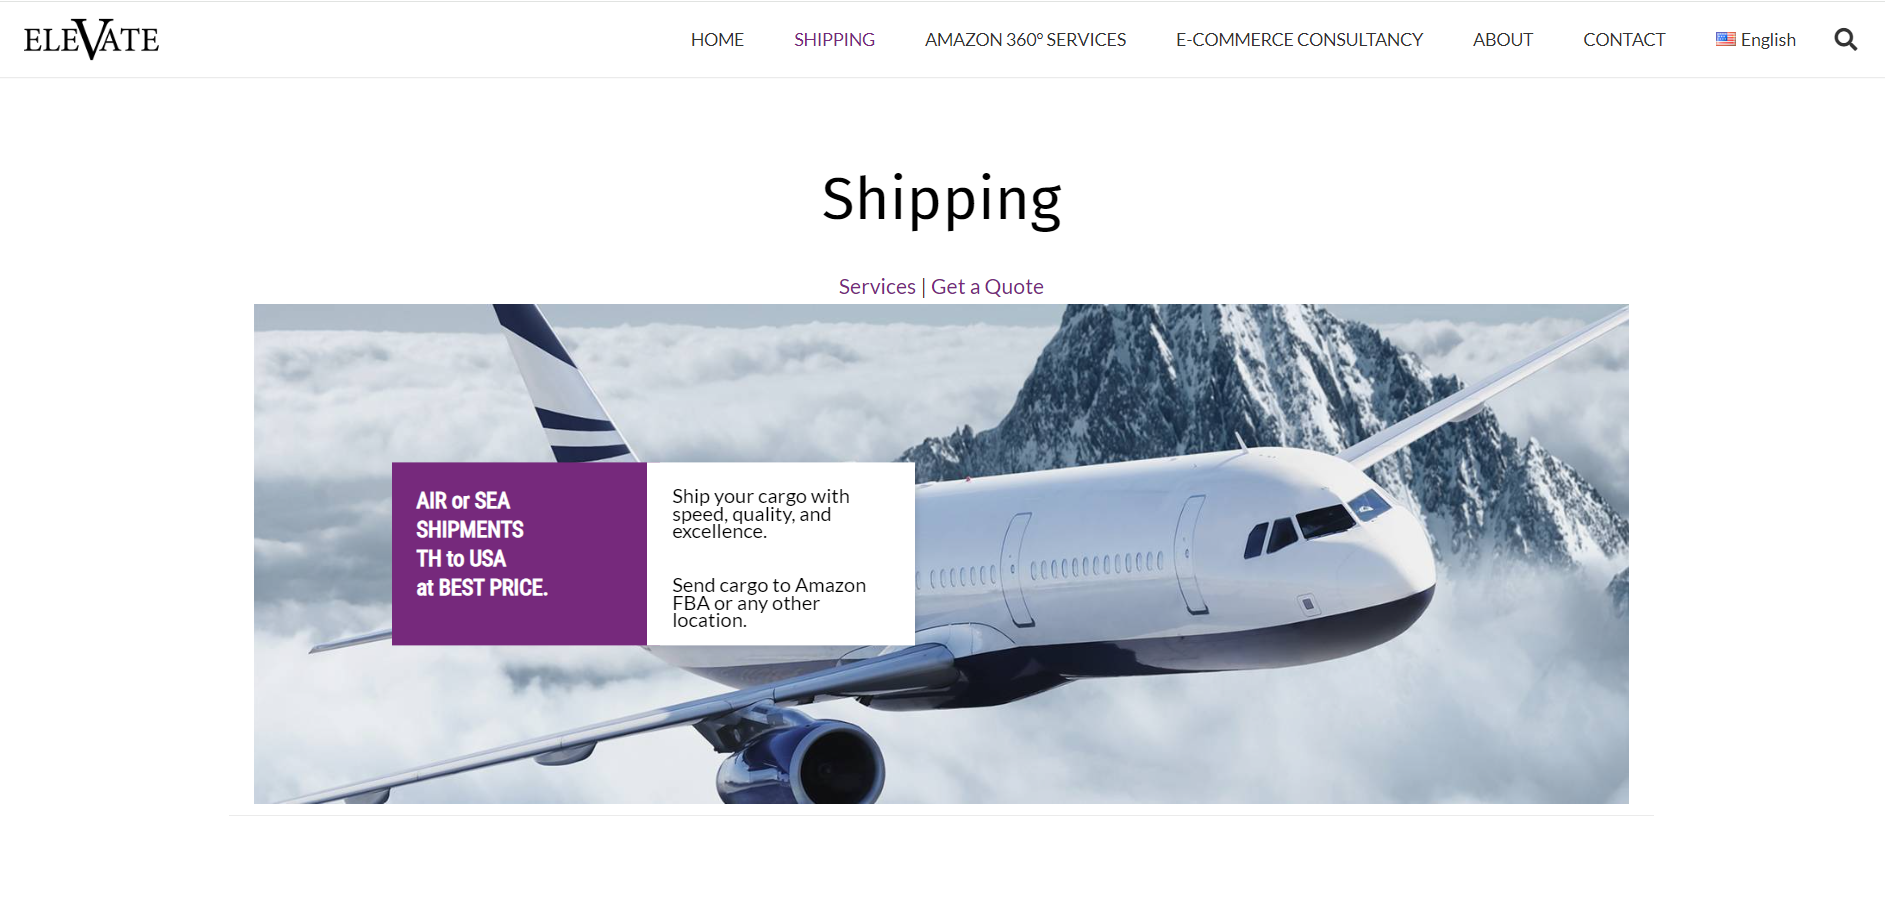 ELEVATE
HOME SHIPPING AMAZON 360° SERVICES E-COMMERCE CONSULTANCY ABOUT CONTACT English
Shipping
Services | Get a Quote
AIR or SEA
SHIPMENTS
TH to USA
at BEST PRICE.
Ship your cargo with
speed, quality, and
excellence.
Send cargo to Amazon
FBA or any other
location.